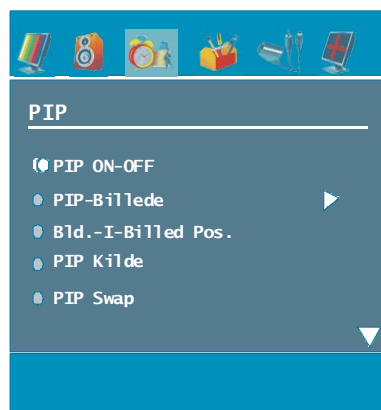 PIP
PIP ON-OFF
PIP-Billede
Bld.-I-Billed Pos.
PIP Kilde
PIP Swap